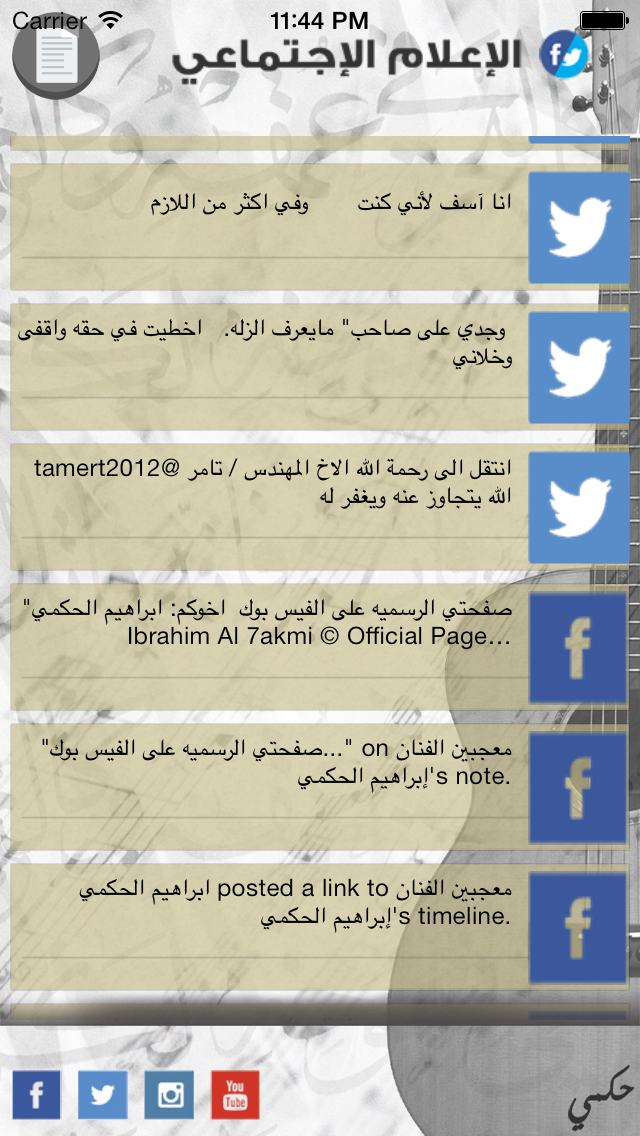 Carrier 11:44 PM
الإعلام الإجتماعي
انا آسف لأني كنت وفي اكثر من اللازم
وجدي على صاحب" مايعرف الزله. اخطيت في حقه واقفى
وخلاني
انتقل الى رحمة الله الاخ المهندس / تامر @tamert2012
الله يتجاوز عنه ويغفر له
صفحتي الرسميه على الفيس بوك اخوكم: ابراهيم الحكمي"
Ibrahim Al 7akmi © Official Page...
معجبين الفنان on "...صفحتي الرسميه على الفيس بوك"
إبراهيم الحكمي's note.
معجبين الفنان posted a link to ابراهيم الحكمي
إبراهيم الحكمي's timeline.
You
Tube
حكمي